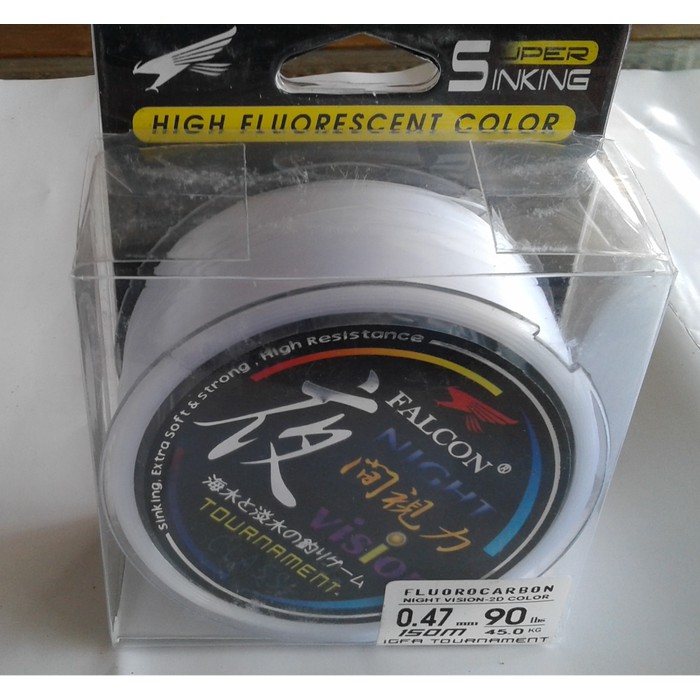 SUPER
SINKING
HIGH FLUORESCENT COLOR
Sinking, Extra Soft & Strong, High Resistance
FALCON®
夜
NIGHT
間視力
vision
海水と淡水の釣りゲーム
TOURNAMENT.
FLUOROCARBON
NIGHT VISION-2D COLOR
0.47 mm 90 lbs
150M 45.0 KG
IGFA TOURNAMENT